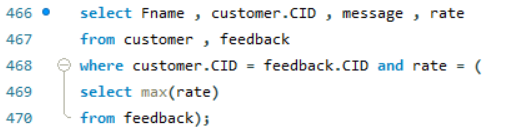 466 select Fname , customer.CID , message , rate
467 from customer , feedback
468 where customer.CID = feedback.CID and rate = (
469 select max(rate)
470 from feedback);